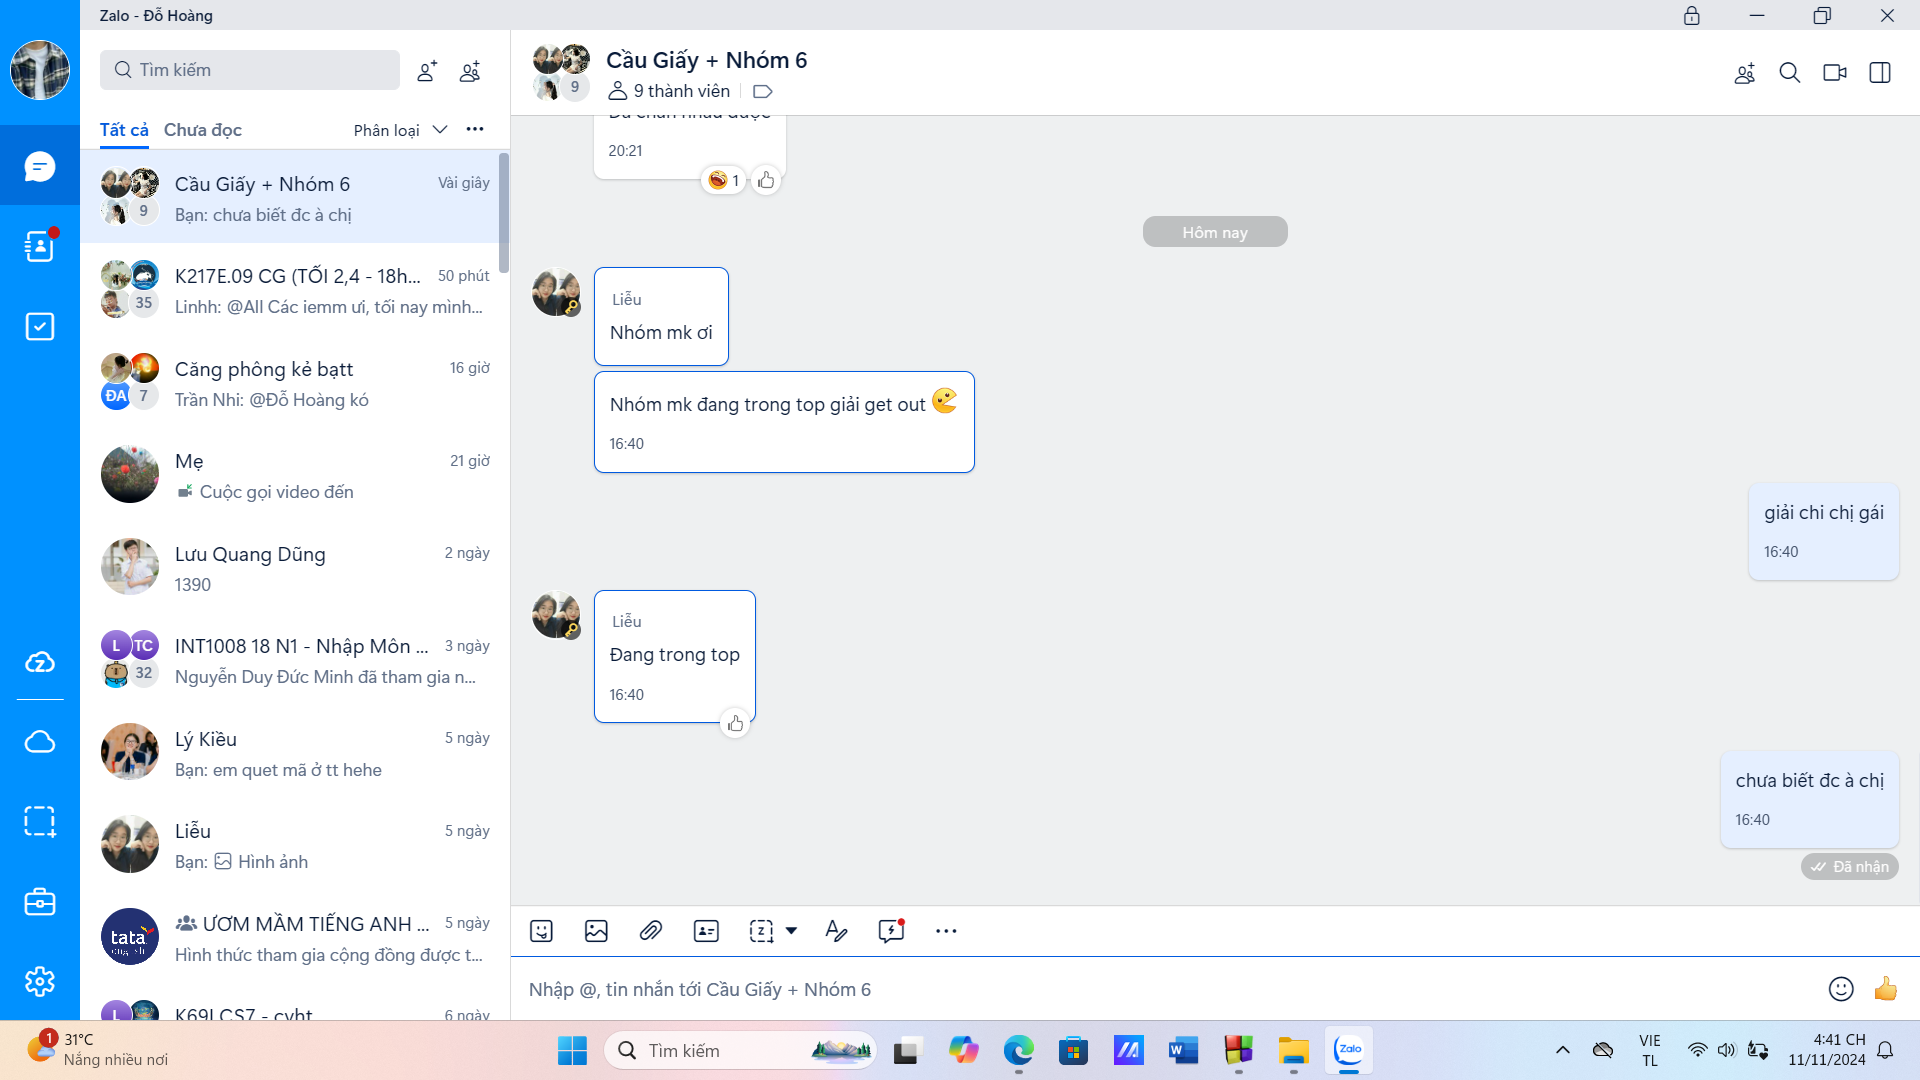 Zalo - Đỗ Hoàng
Tìm kiếm
Tất cả
Chưa đọc
Phân loại
Cầu Giấy + Nhóm 6
Vài giây
9
Bạn: chưa biết đc à chị
K217E.09 CG (TỐI 2,4 - 18h...
50 phút
35
Linhh: @All Các iemm ưi, tối nay mình...
Căng phông kẻ bạtt
16 giờ
ĐA
7
Trần Nhi: @Đỗ Hoàng kó
Mẹ
21 giờ
Cuộc gọi video đến
Lưu Quang Dũng
2 ngày
1390
L
TC
INT1008 18 N1 - Nhập Môn ...
3 ngày
32
Nguyễn Duy Đức Minh đã tham gia n...
Lý Kiều
5 ngày
Bạn: em quet mã ở tt hehe
Liễu
5 ngày
Bạn: Hình ảnh
ƯƠM MẦM TIẾNG ANH ...
5 ngày
tata
Hình thức tham gia cộng đồng được t...
L
K69LCS7 - cvht
6 ngày
Cầu Giấy + Nhóm 6
9
9 thành viên
20:21
1
Hôm nay
Liễu
Nhóm mk ơi
Nhóm mk đang trong top giải get out
16:40
giải chi chị gái
16:40
Liễu
Đang trong top
16:40
chưa biết đc à chị
16:40
Đã nhận
Nhập @, tin nhắn tới Cầu Giấy + Nhóm 6
1
31°C
Nắng nhiều nơi
Tìm kiếm
Zalo
VIE
TL
4:41 CH
11/11/2024